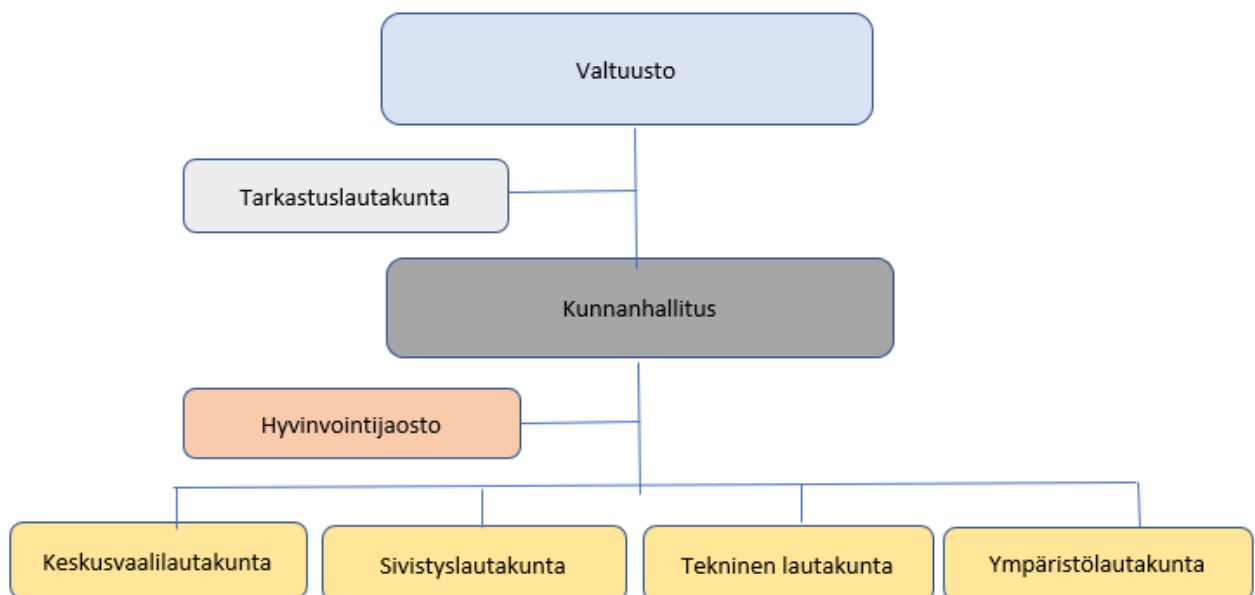 Valtuusto
Tarkastuslautakunta
Kunnanhallitus
Hyvinvointijaosto
Keskusvaalilautakunta
Sivistyslautakunta
Tekninen lautakunta
Ympäristölautakunta